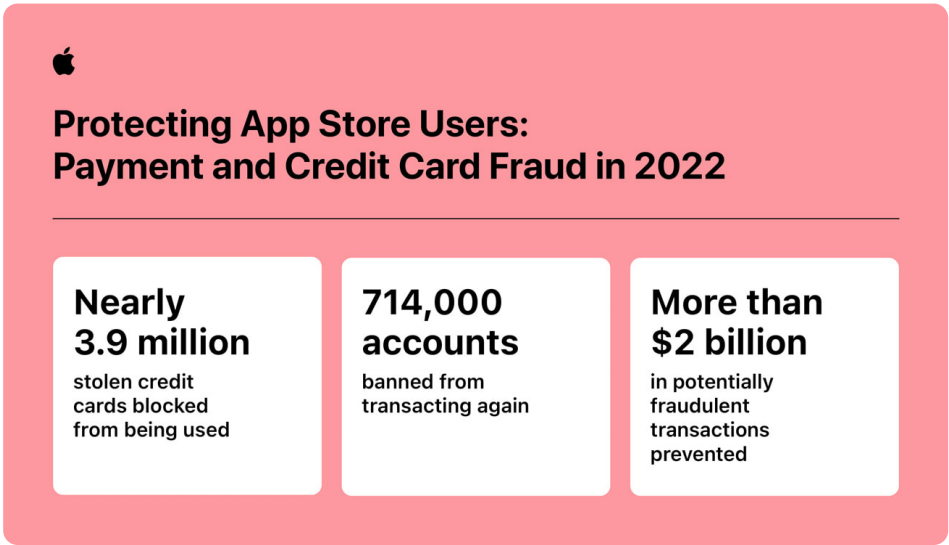 Protecting App Store Users:
Payment and Credit Card Fraud in 2022
Nearly
3.9 million
stolen credit
cards blocked
from being used
714,000
accounts
banned from
transacting again
More than
$2 billion
in potentially
fraudulent
transactions
prevented